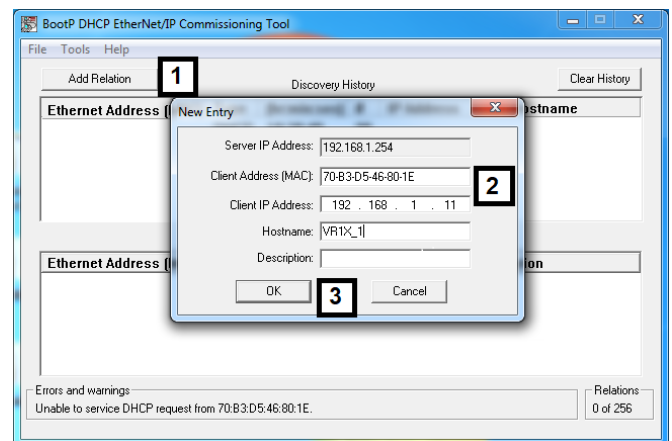 BootP DHCP EtherNet/IP Commissioning Tool
File Tools Help
Add Relation
1
Discovery History
Clear History
Ethernet Address (
ostname
New Entry
Server IP Address: 192.168.1.254
Client Address (MAC): 70-B3-D5-46-80-1E
2
Client IP Address: 192 . 168 . 1 . 11
Hostname: VR1X_1
Description:
OK
3
Cancel
Ethernet Address (
ion
Errors and warnings
Unable to service DHCP request from 70:B3:D5:46:80:1E.
Relations
0 of 256